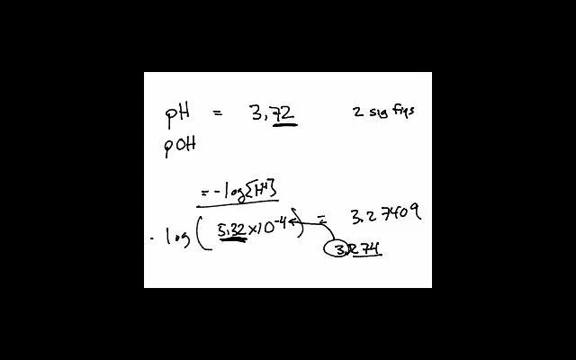 pH = 3.72 2 sig figs
pOH
= - log[H+]
- log (5.32 × 10-4) = 3.27409
3.274